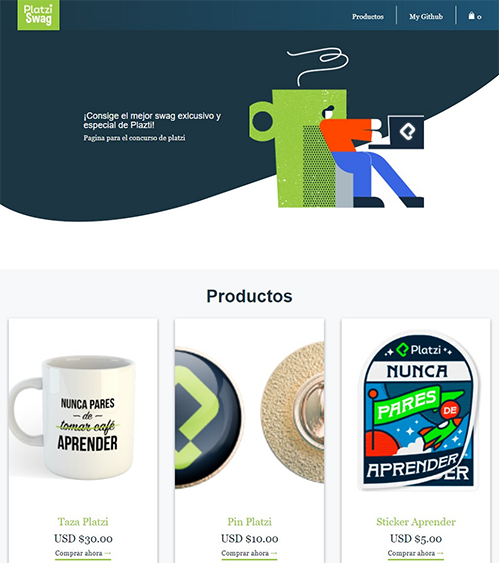 Platzi
Swag
Productos
My Github
0
¡Consige el mejor swag exlcusivo y
especial de Plazti!
Pagina para el concurso de platzi
Productos
NUNCA PARES
de
tomar café
APRENDER
Platzi
NUNCA
PARES
DE
APRENDER
ER
Taza Platzi
USD $30.00
Comprar ahora →
Pin Platzi
USD $10.00
Comprar ahora →
Sticker Aprender
USD $5.00
Comprar ahora →